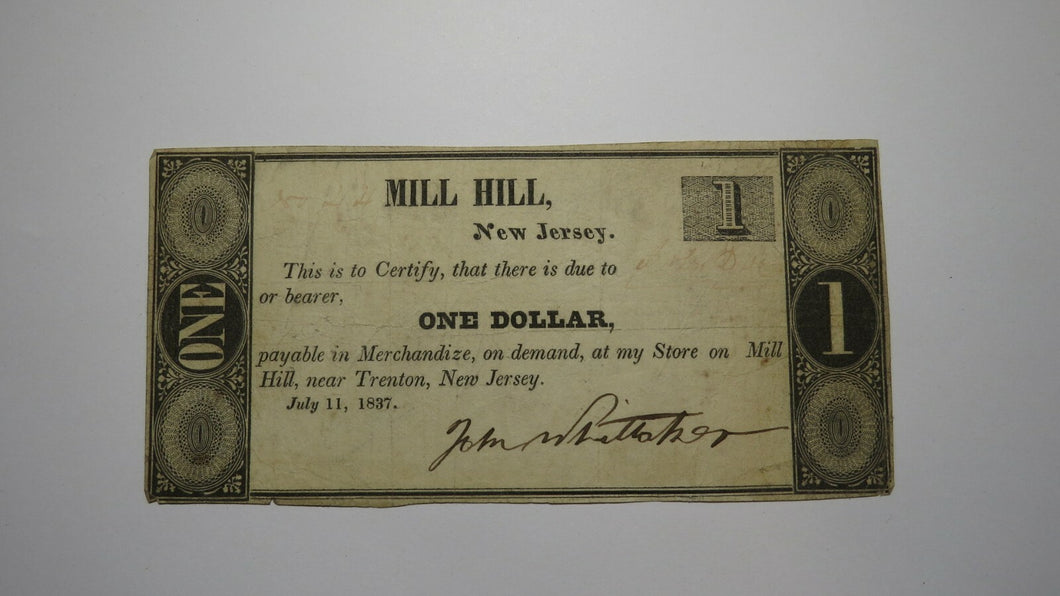 MILL HILL,
New Jersey.
1
This is to Certify, that there is due to
or bearer,
ONE DOLLAR,
payable in Merchandize, on demand, at my Store on Mill
Hill, near Trenton, New Jersey.
July 11, 1837.
John Whittaker
ONE
1